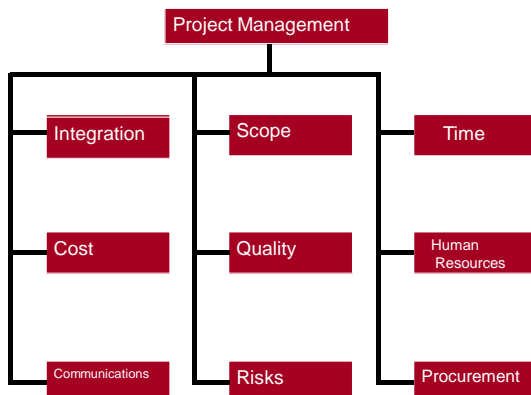 Project Management
Integration
Scope
Time
Cost
Quality
Human
Resources
Communications
Risks
Procurement